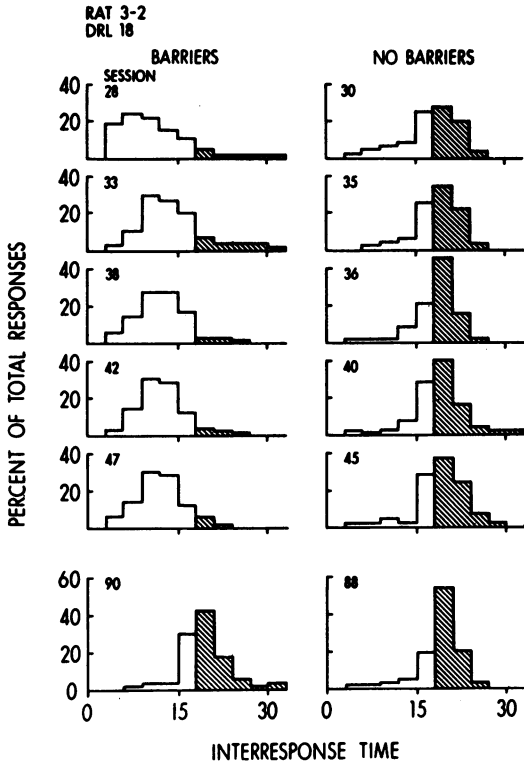 RAT 3-2
DRL 18
BARRIERS
NO BARRIERS
SESSION
28
30
40
20
33
35
40
20
38
36
40
20
42
40
40
20
47
45
40
20
90
88
60
40
20
0
0 15 30
0 15 30
PERCENT OF TOTAL RESPONSES
INTERRESPONSE TIME